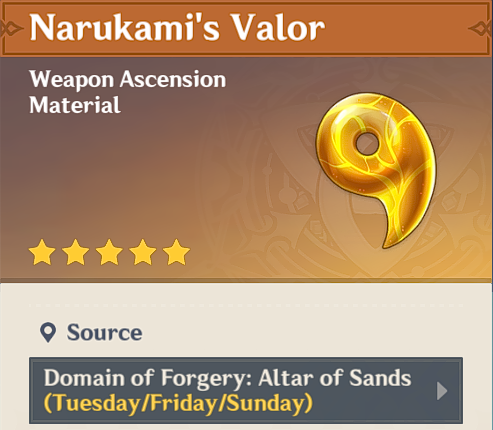 Narukami's Valor
Weapon Ascension
Material
Source
Domain of Forgery: Altar of Sands
(Tuesday/Friday/Sunday)